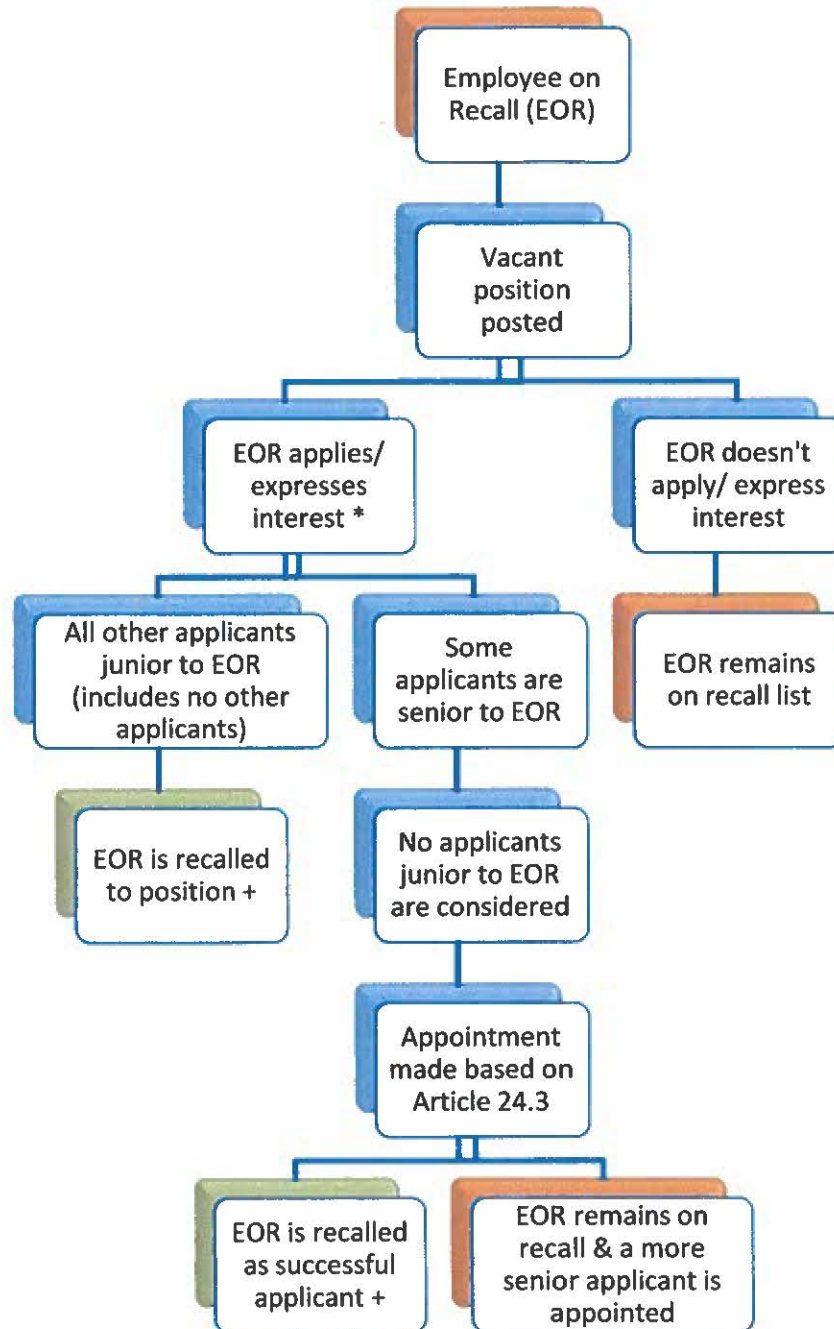 Employee on
Recall (EOR)
Vacant
position
posted
EOR applies/
expresses
interest *
EOR doesn't
apply/ express
interest
All other applicants
junior to EOR
(includes no other
applicants)
Some
applicants are
senior to EOR
EOR remains
on recall list
EOR is recalled
to position +
No applicants
junior to EOR
are considered
Appointment
made based on
Article 24.3
EOR is recalled
as successful
applicant +
EOR remains on
recall & a more
senior applicant is
appointed